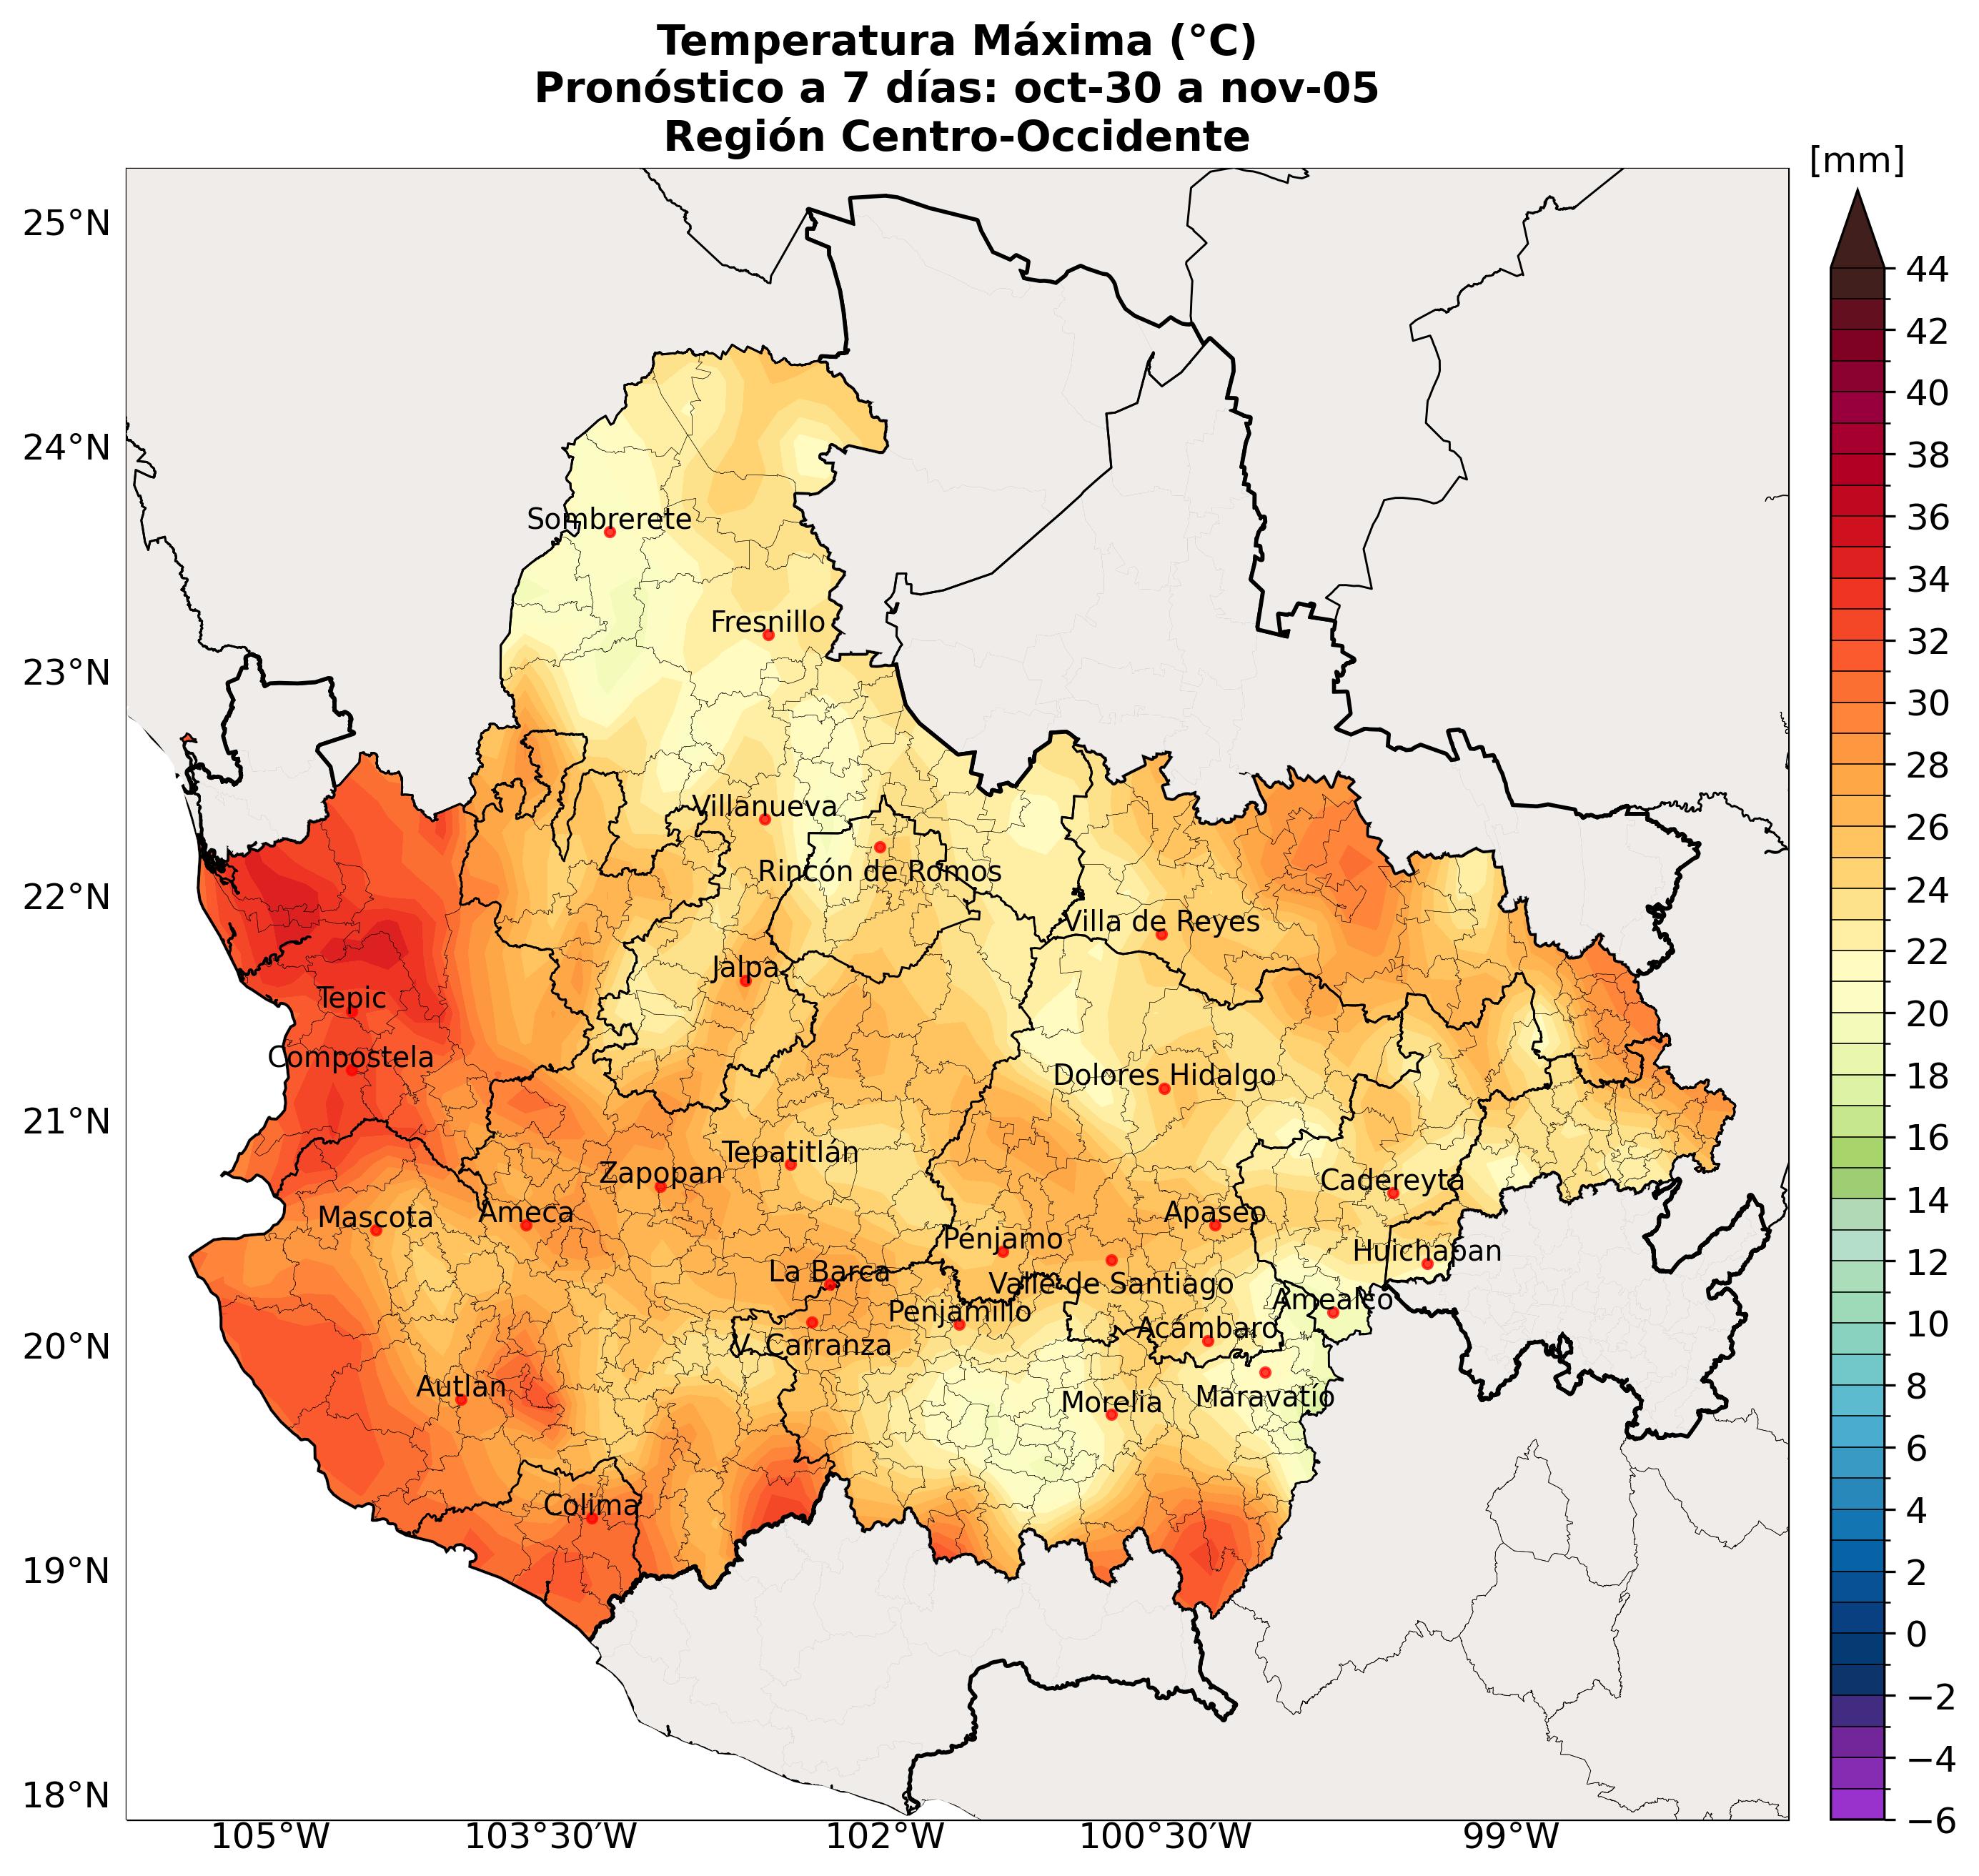 Temperatura Máxima (°C)
Pronóstico a 7 días: oct-30 a nov-05
Región Centro-Occidente
[mm]
25°N
24°N
23°N
22°N
21°N
20°N
19°N
18°N
Sombrerete
Fresnillo
Villanueva
Rincón de Romos
Villa de Reyes
Jalpa
Tepic
Compostela
Dolores Hidalgo
Tepatitlán
Zapopan
Cadereyta
Mascota
Ameca
Apaseo
Pénjamo
Huichapan
La Barca
Valle de Santiago
Amealco
Penjamillo
Acámbaro
V. Carranza
Autlan
Morelia
Maravatío
Colima
105°W
103°30′W
102°W
100°30′W
99°W
44
42
40
38
36
34
32
30
28
26
24
22
20
18
16
14
12
10
8
6
4
2
0
−2
−4
−6